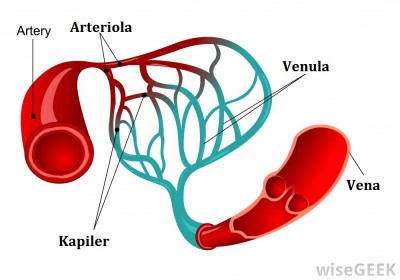 Arteriola
Artery
Venula
Vena
Kapiler
wiseGEEK